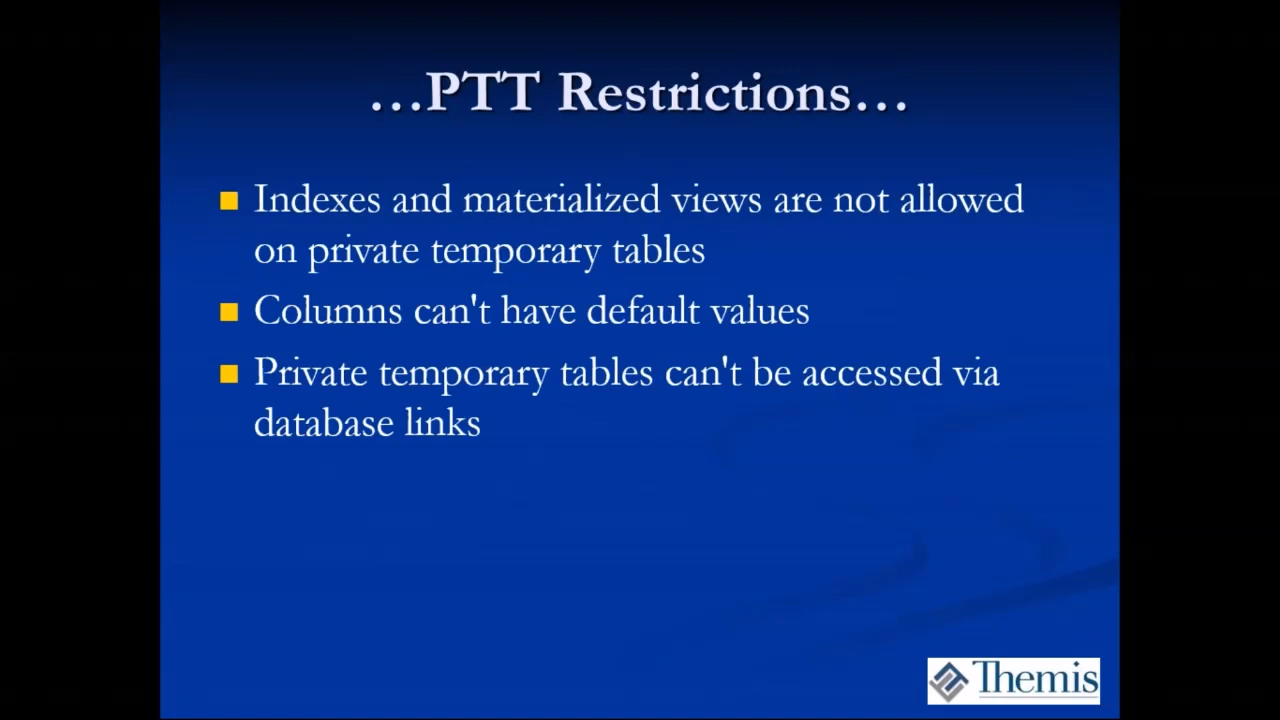 ...PTT Restrictions...
Indexes and materialized views are not allowed
on private temporary tables
Columns can't have default values
Private temporary tables can't be accessed via
database links
Themis